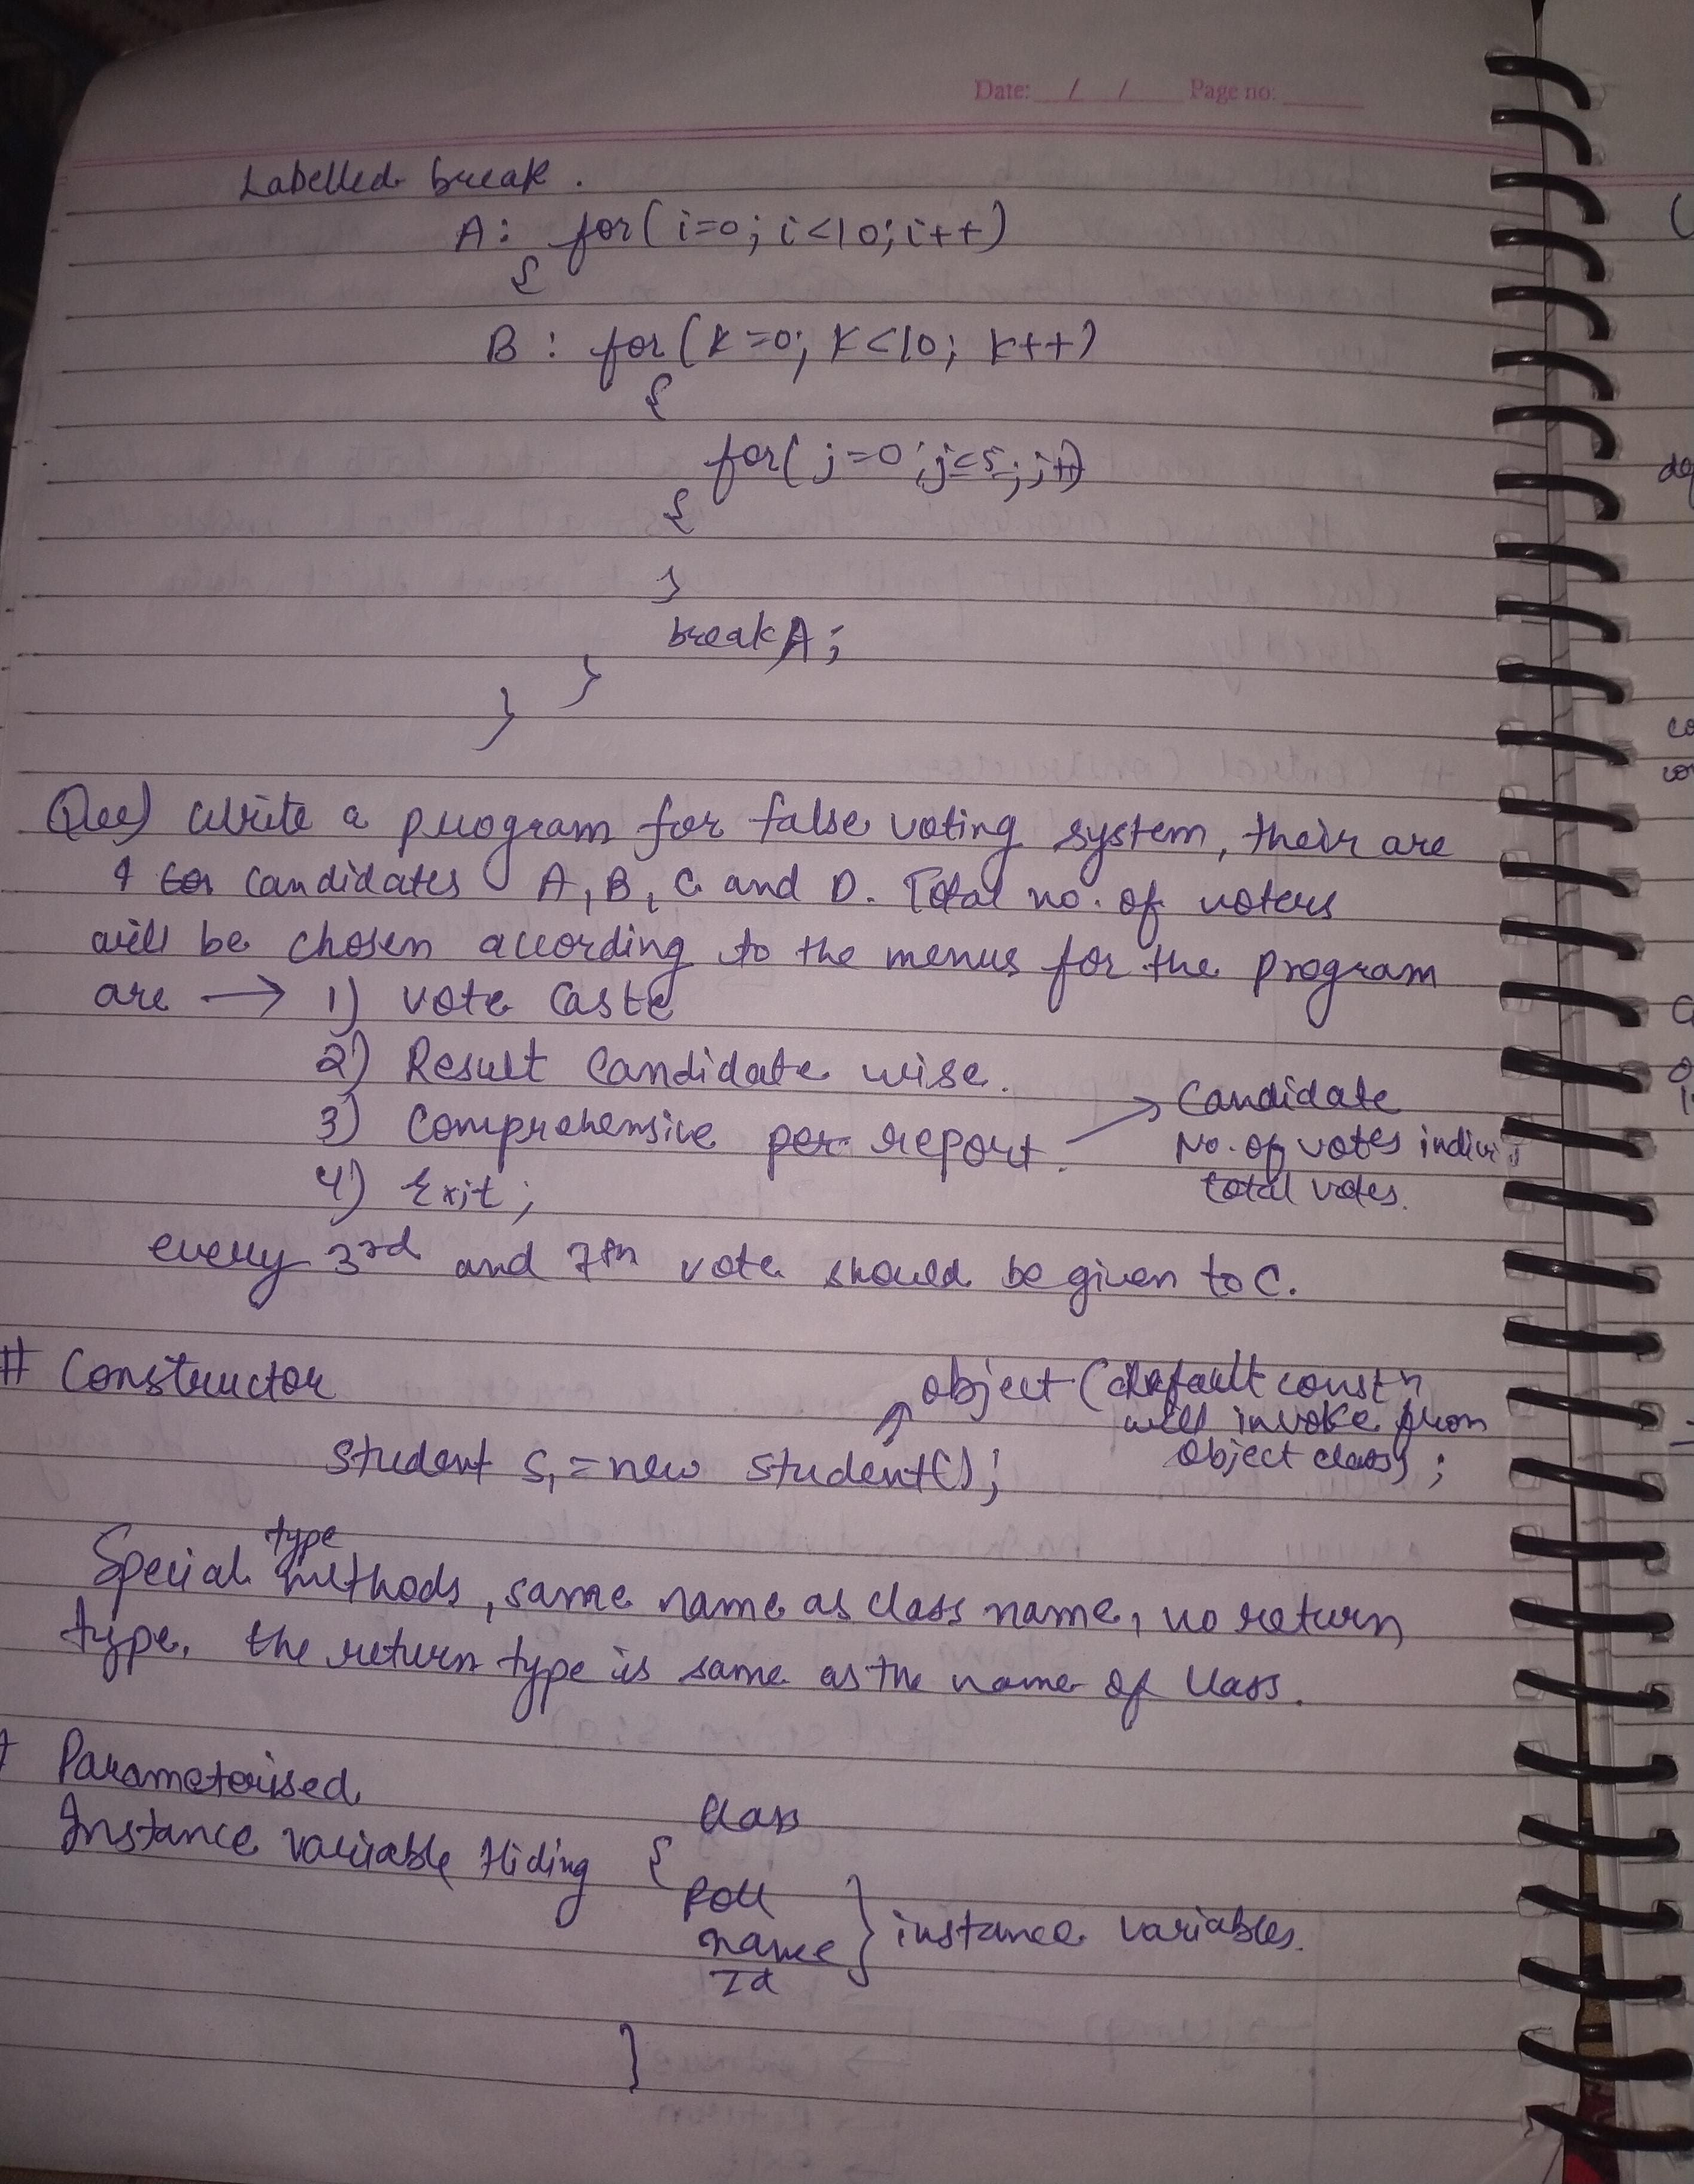 Date: / / Page no:
Labelled break.
A: for(i=0; i<10; i++)
{
B : for(k=0; k<10; k++)
{
for(j=0; j<=5; j++)
{
}
break A;
}
}
Que) Write a program for false voting system, their are
4 candidates A, B, C and D. Total no. of voters
will be chosen according to the menus for the program
are → 1) vote caste
2) Result candidate wise.
3) Comprehensive report. → Candidate
No. of votes indivi
total votes.
4) Exit;
every 3rd and 7th vote should be given to C.
# Constructor
object (default constn
will invoke from
object class);
student s1 = new student();
Special type methods, same name as class name, no return
type. the return type is same as the name of class.
Parameterised
Instance variable Hiding
class
{
Roll
name } instance variables.
Id
}
de
co